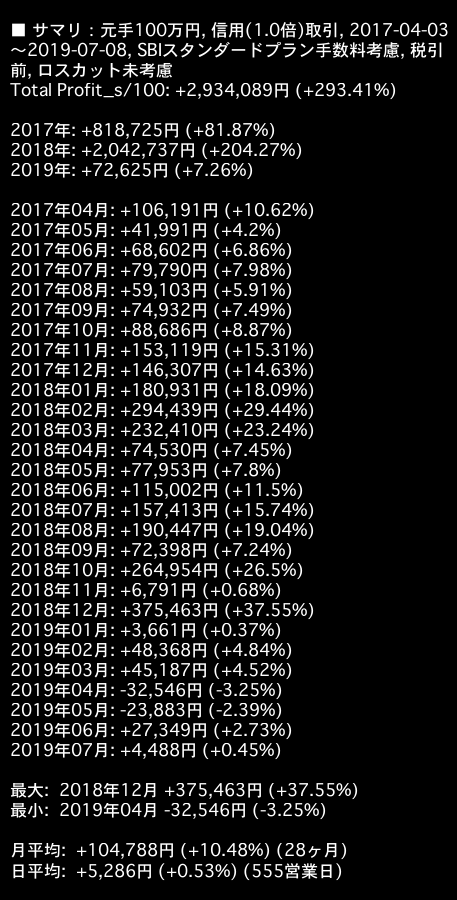 ■ サマリ：元手100万円, 信用(1.0倍)取引, 2017-04-03
〜2019-07-08, SBIスタンダードプラン手数料考慮, 税引
前, ロスカット未考慮
Total Profit_s/100: +2,934,089円 (+293.41%)
2017年: +818,725円 (+81.87%)
2018年: +2,042,737円 (+204.27%)
2019年: +72,625円 (+7.26%)
2017年04月: +106,191円 (+10.62%)
2017年05月: +41,991円 (+4.2%)
2017年06月: +68,602円 (+6.86%)
2017年07月: +79,790円 (+7.98%)
2017年08月: +59,103円 (+5.91%)
2017年09月: +74,932円 (+7.49%)
2017年10月: +88,686円 (+8.87%)
2017年11月: +153,119円 (+15.31%)
2017年12月: +146,307円 (+14.63%)
2018年01月: +180,931円 (+18.09%)
2018年02月: +294,439円 (+29.44%)
2018年03月: +232,410円 (+23.24%)
2018年04月: +74,530円 (+7.45%)
2018年05月: +77,953円 (+7.8%)
2018年06月: +115,002円 (+11.5%)
2018年07月: +157,413円 (+15.74%)
2018年08月: +190,447円 (+19.04%)
2018年09月: +72,398円 (+7.24%)
2018年10月: +264,954円 (+26.5%)
2018年11月: +6,791円 (+0.68%)
2018年12月: +375,463円 (+37.55%)
2019年01月: +3,661円 (+0.37%)
2019年02月: +48,368円 (+4.84%)
2019年03月: +45,187円 (+4.52%)
2019年04月: -32,546円 (-3.25%)
2019年05月: -23,883円 (-2.39%)
2019年06月: +27,349円 (+2.73%)
2019年07月: +4,488円 (+0.45%)
最大: 2018年12月 +375,463円 (+37.55%)
最小: 2019年04月 -32,546円 (-3.25%)
月平均: +104,788円 (+10.48%) (28ヶ月)
日平均: +5,286円 (+0.53%) (555営業日)